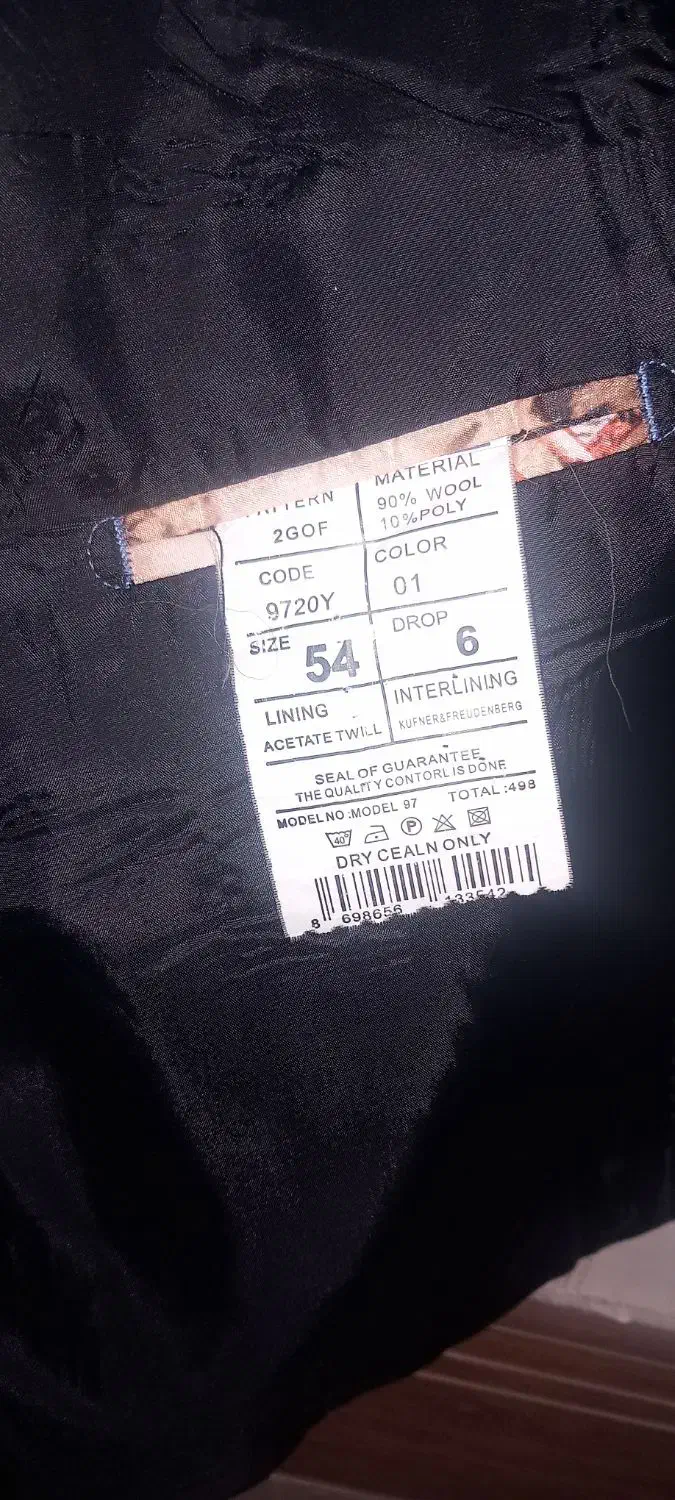 MATERIAL
2GOF
90% WOOL
10%POLY
CODE
9720Y
COLOR
01
SIZE
54
DROP
6
LINING
ACETATE TWILL
INTERLINING
KUFNER&FREUDENBERG
SEAL OF GUARANTEE
THE QUALITY CONTORL IS DONE
MODEL NO :MODEL 97 TOTAL :498
40° P
DRY CEALN ONLY
8 698656 133542